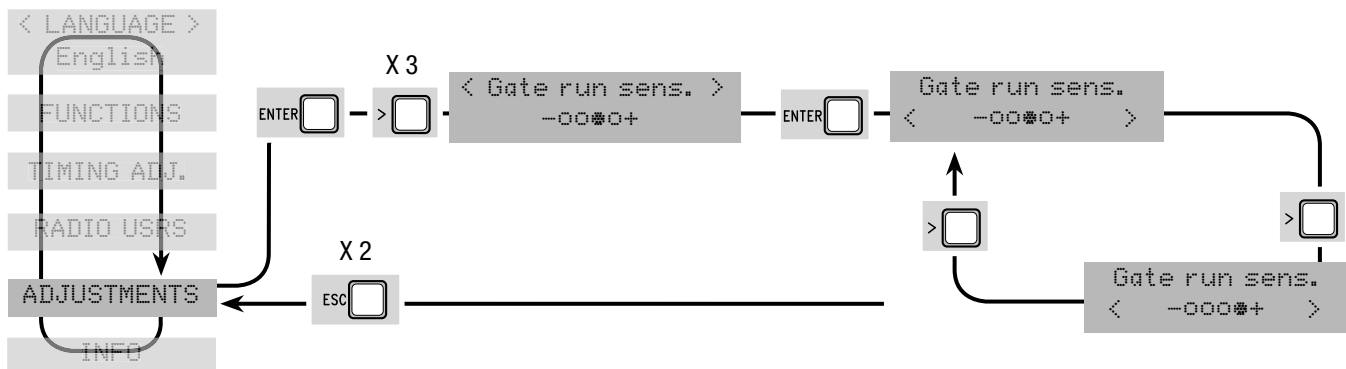 < LANGUAGE >
English
FUNCTIONS
TIMING ADJ.
RADIO USRS
ADJUSTMENTS
INFO
ENTER
X 3
>
< Gate run sens. >
-oo●o+
ENTER
Gate run sens.
< -oo●o+ >
>
Gate run sens.
< -ooo●+ >
>
X 2
ESC